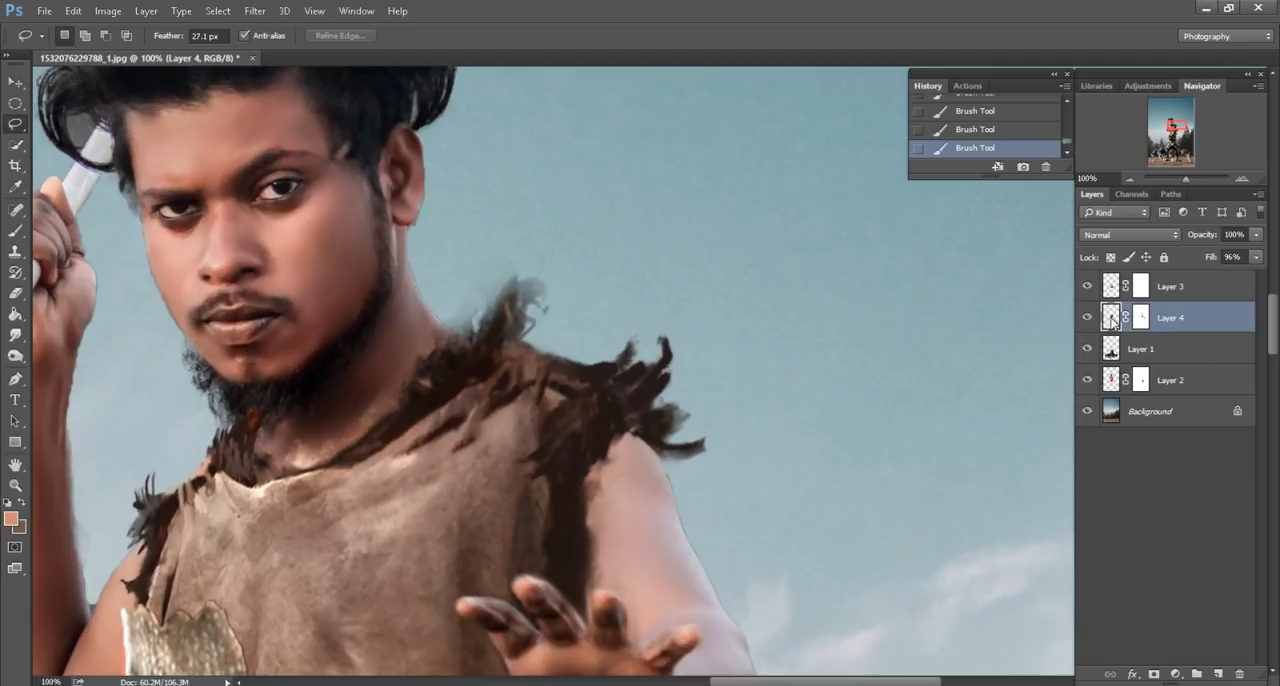 Ps File Edit Image Layer Type Select Filter 3D View Window Help
Feather: 27.1 px Anti-alias Refine Edge... Photography
1532076229788_1.jpg @ 100% (Layer 4, RGB/8) * ×
History Actions
Brush Tool
Brush Tool
Brush Tool
Brush Tool
Libraries Adjustments Navigator
100%
Layers Channels Paths
Kind
Normal Opacity: 100%
Lock: Fill: 96%
Layer 3
Layer 4
Layer 1
Layer 2
Background
100% Doc: 60.2M/106.3M